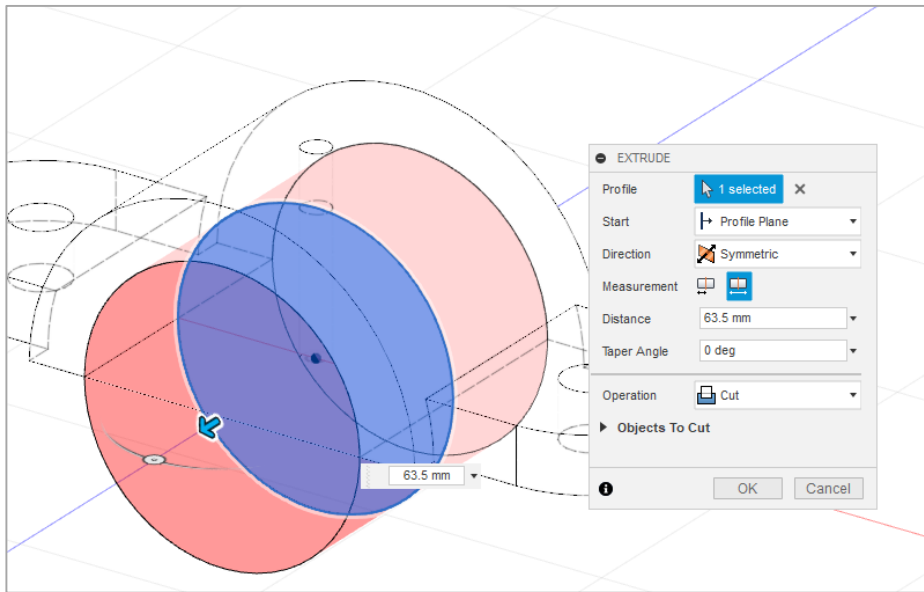 EXTRUDE
Profile 1 selected
Start Profile Plane
Direction Symmetric
Measurement
Distance 63.5 mm
Taper Angle 0 deg
Operation Cut
Objects To Cut
63.5 mm
OK Cancel